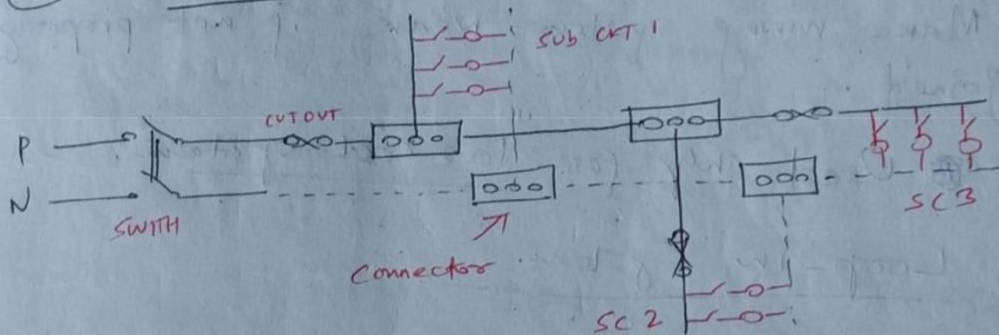 SUB CKT 1
CUTOUT
P
N
SWITH
Connector
SC 2
SC 3